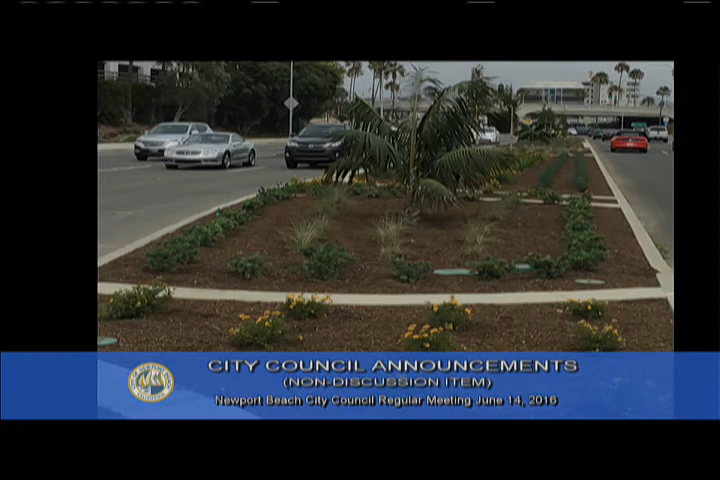 CITY COUNCIL ANNOUNCEMENTS
(NON-DISCUSSION ITEM)
Newport Beach City Council Regular Meeting June 14, 2016